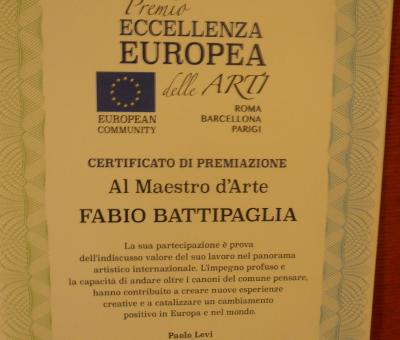 Premio
ECCELLENZA
EUROPEA
delle ARTI
EUROPEAN
COMMUNITY
ROMA
BARCELLONA
PARIGI
CERTIFICATO DI PREMIAZIONE
Al Maestro d'Arte
FABIO BATTIPAGLIA
La sua partecipazione è prova
dell'indiscusso valore del suo lavoro nel panorama
artistico internazionale. L'impegno profuso e
la capacità di andare oltre i canoni del comune pensare,
hanno contribuito a creare nuove esperienze
creative e a catalizzare un cambiamento
positivo in Europa e nel mondo.
Paolo Levi